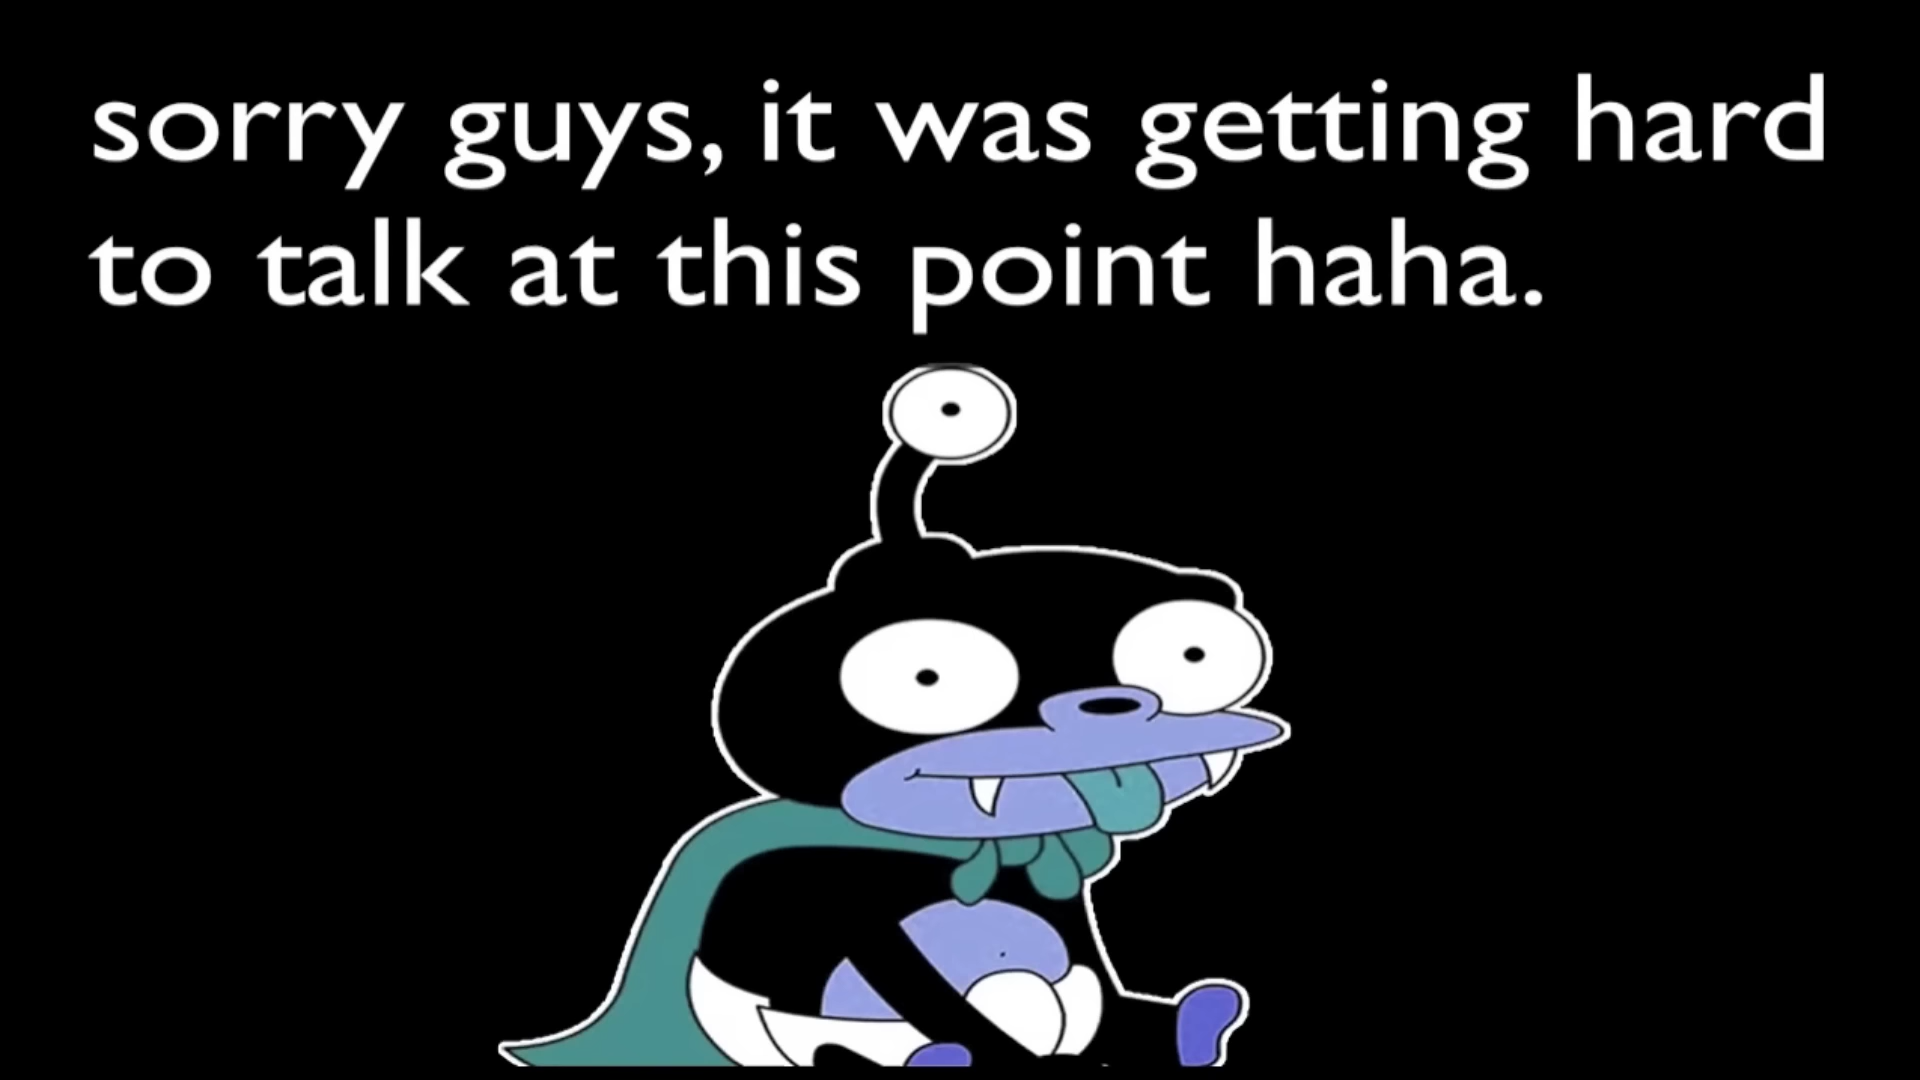 sorry guys, it was getting hard
to talk at this point haha.